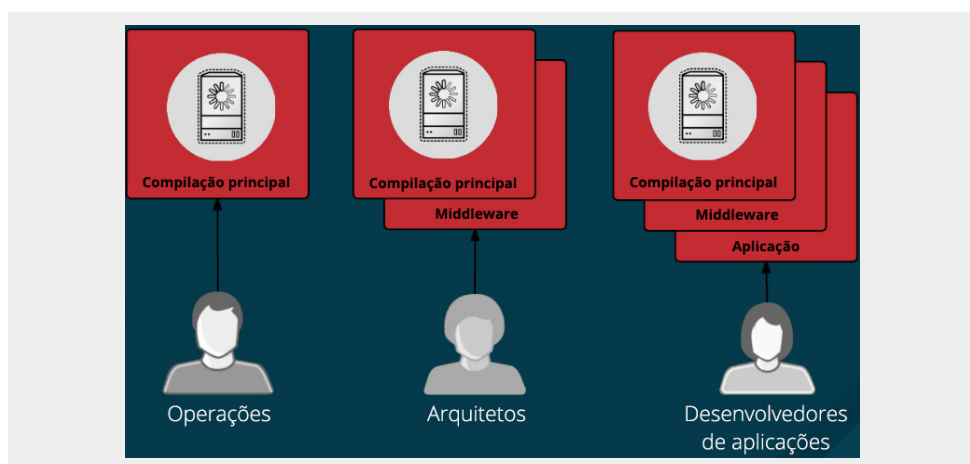 Compilação principal
Compilação principal
Middleware
Compilação principal
Middleware
Aplicação
Operações
Arquitetos
Desenvolvedores
de aplicações